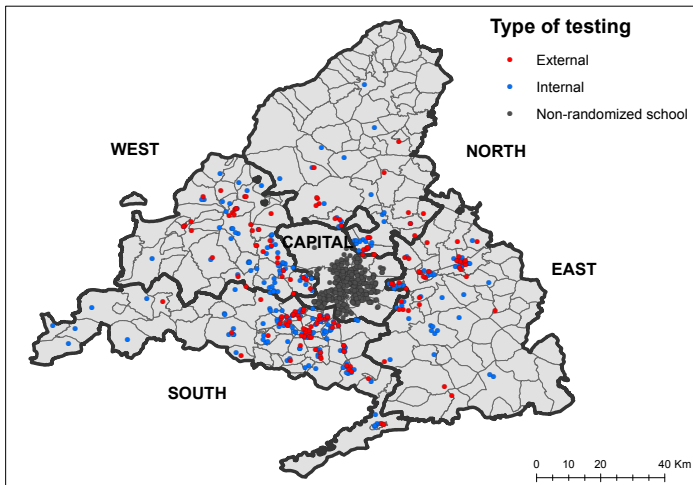 Type of testing
External
Internal
Non-randomized school
WEST
NORTH
CAPITAL
EAST
SOUTH
0 10 20 40 Km